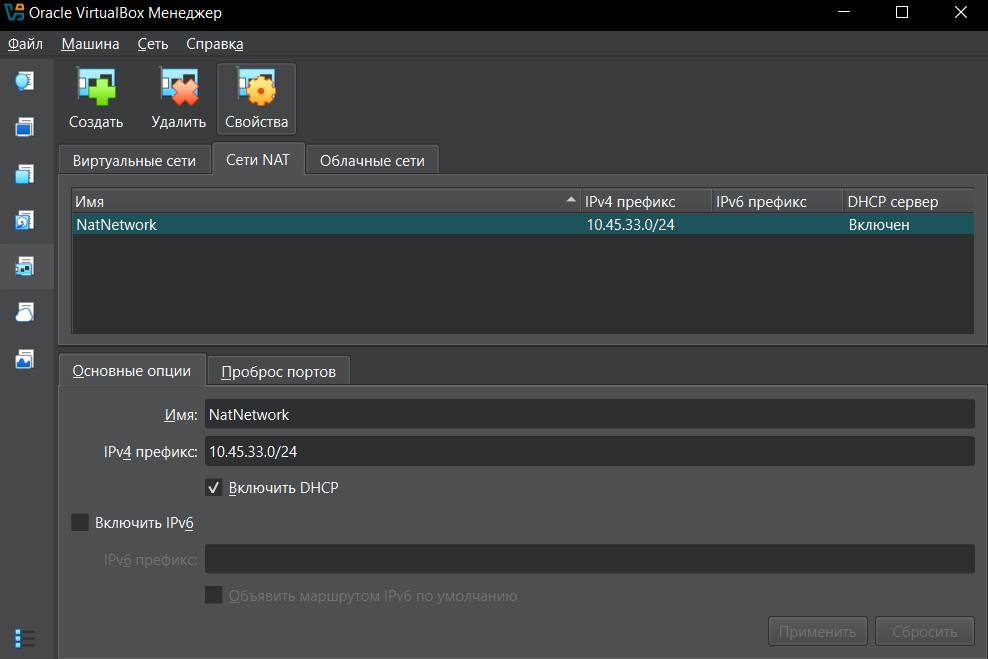 Oracle VirtualBox Менеджер
Файл Машина Сеть Справка
Создать Удалить Свойства
Виртуальные сети Сети NAT Облачные сети
Имя IPv4 префикс IPv6 префикс DHCP сервер
NatNetwork 10.45.33.0/24 Включен
Основные опции Проброс портов
Имя: NatNetwork
IPv4 префикс: 10.45.33.0/24
Включить DHCP
Включить IPv6
IPv6 префикс:
Объявить маршрутом IPv6 по умолчанию
Применить Сбросить